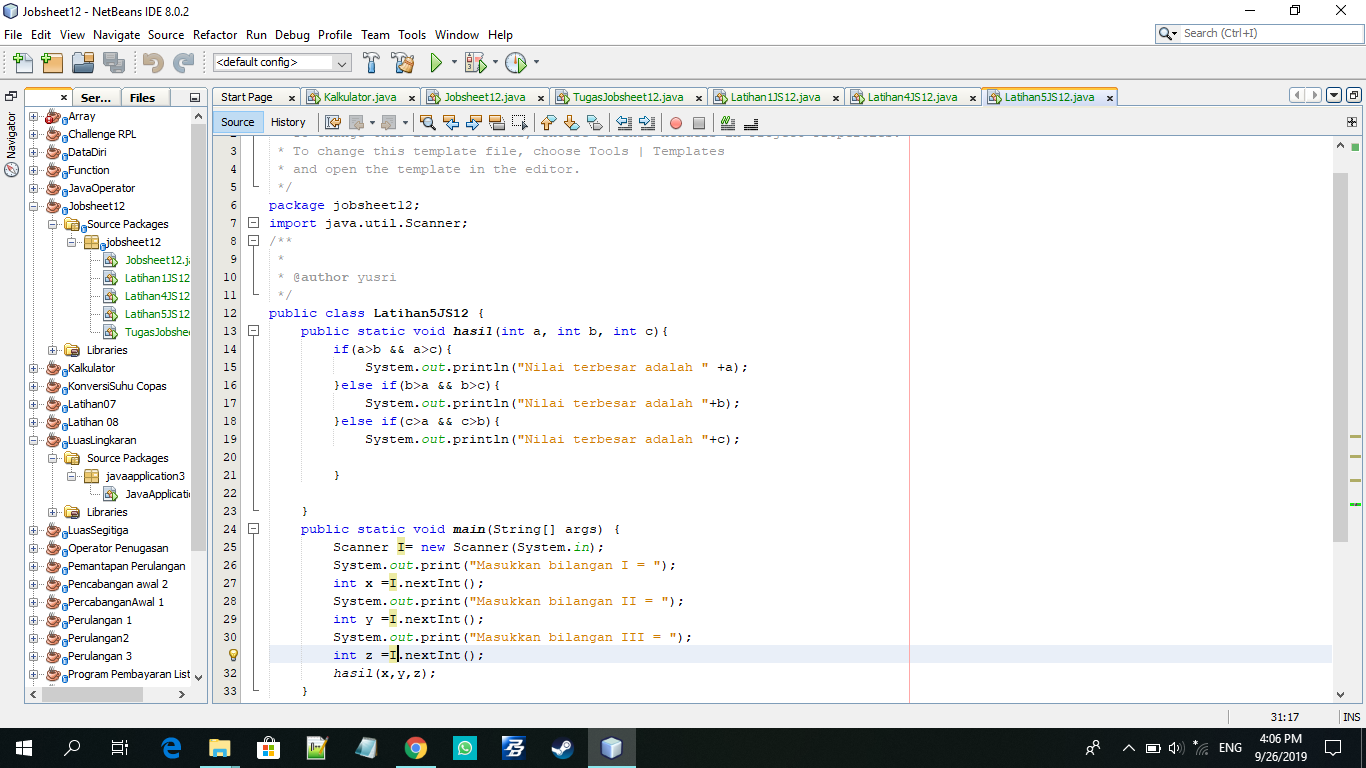 Jobsheet12 - NetBeans IDE 8.0.2
File Edit View Navigate Source Refactor Run Debug Profile Team Tools Window Help
Search (Ctrl+I)
<default config>
Ser... Files
Start Page Kalkulator.java Jobsheet12.java TugasJobsheet12.java Latihan1JS12.java Latihan4JS12.java Latihan5JS12.java
Source History
Navigator
Array
Challenge RPL
DataDiri
Function
JavaOperator
Jobsheet12
Source Packages
jobsheet12
Jobsheet12.ja
Latihan1JS12
Latihan4JS12
Latihan5JS12
TugasJobshee
Libraries
Kalkulator
KonversiSuhu Copas
Latihan07
Latihan 08
LuasLingkaran
Source Packages
javaapplication3
JavaApplicati
Libraries
LuasSegitiga
Operator Penugasan
Pemantapan Perulangan
Pencabangan awal 2
PercabanganAwal 1
Perulangan 1
Perulangan2
Perulangan 3
Program Pembayaran List
3 * To change this template file, choose Tools | Templates
4 * and open the template in the editor.
5 */
6 package jobsheet12;
7 import java.util.Scanner;
8 /**
9 *
10 * @author yusri
11 */
12 public class Latihan5JS12 {
13 public static void hasil(int a, int b, int c){
14 if(a>b && a>c){
15 System.out.println("Nilai terbesar adalah " +a);
16 }else if(b>a && b>c){
17 System.out.println("Nilai terbesar adalah "+b);
18 }else if(c>a && c>b){
19 System.out.println("Nilai terbesar adalah "+c);
20
21 }
22
23 }
24 public static void main(String[] args) {
25 Scanner I= new Scanner(System.in);
26 System.out.print("Masukkan bilangan I = ");
27 int x =I.nextInt();
28 System.out.print("Masukkan bilangan II = ");
29 int y =I.nextInt();
30 System.out.print("Masukkan bilangan III = ");
int z =I.nextInt();
32 hasil(x,y,z);
33 }
31:17 INS
ENG
4:06 PM
9/26/2019